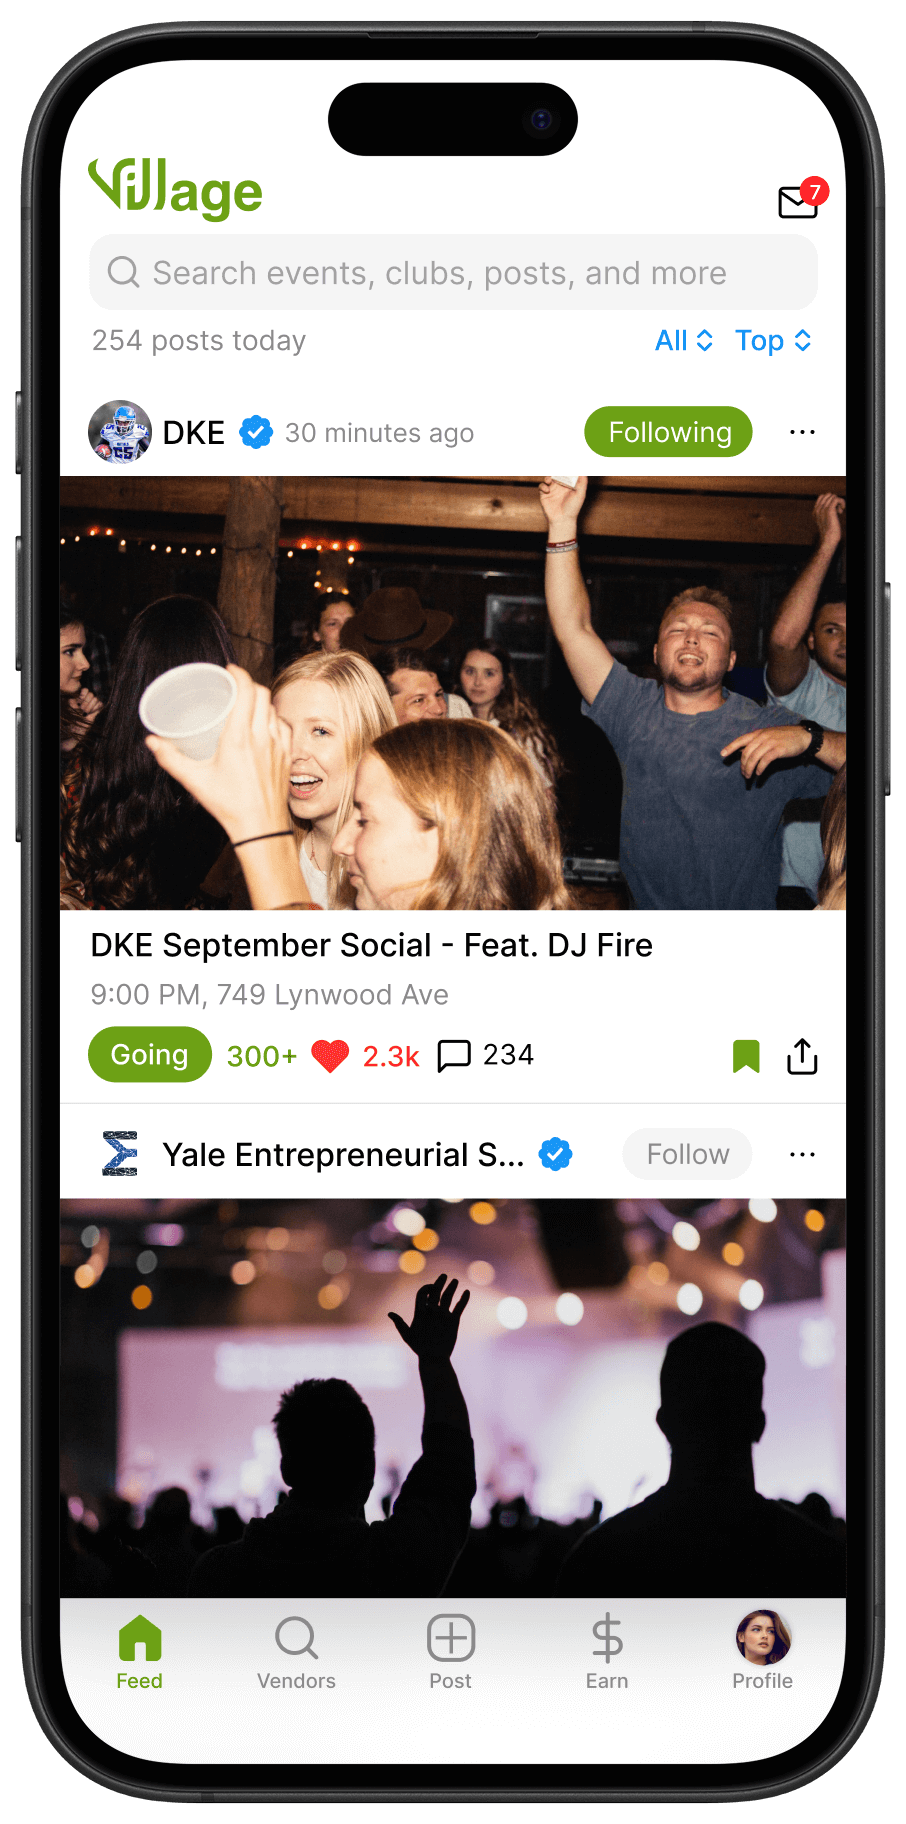 Village
7
Search events, clubs, posts, and more
254 posts today All Top
DKE 30 minutes ago Following ...
DKE September Social - Feat. DJ Fire
9:00 PM, 749 Lynwood Ave
Going 300+ 2.3k 234
Yale Entrepreneurial S... Follow ...
Feed Vendors Post Earn Profile